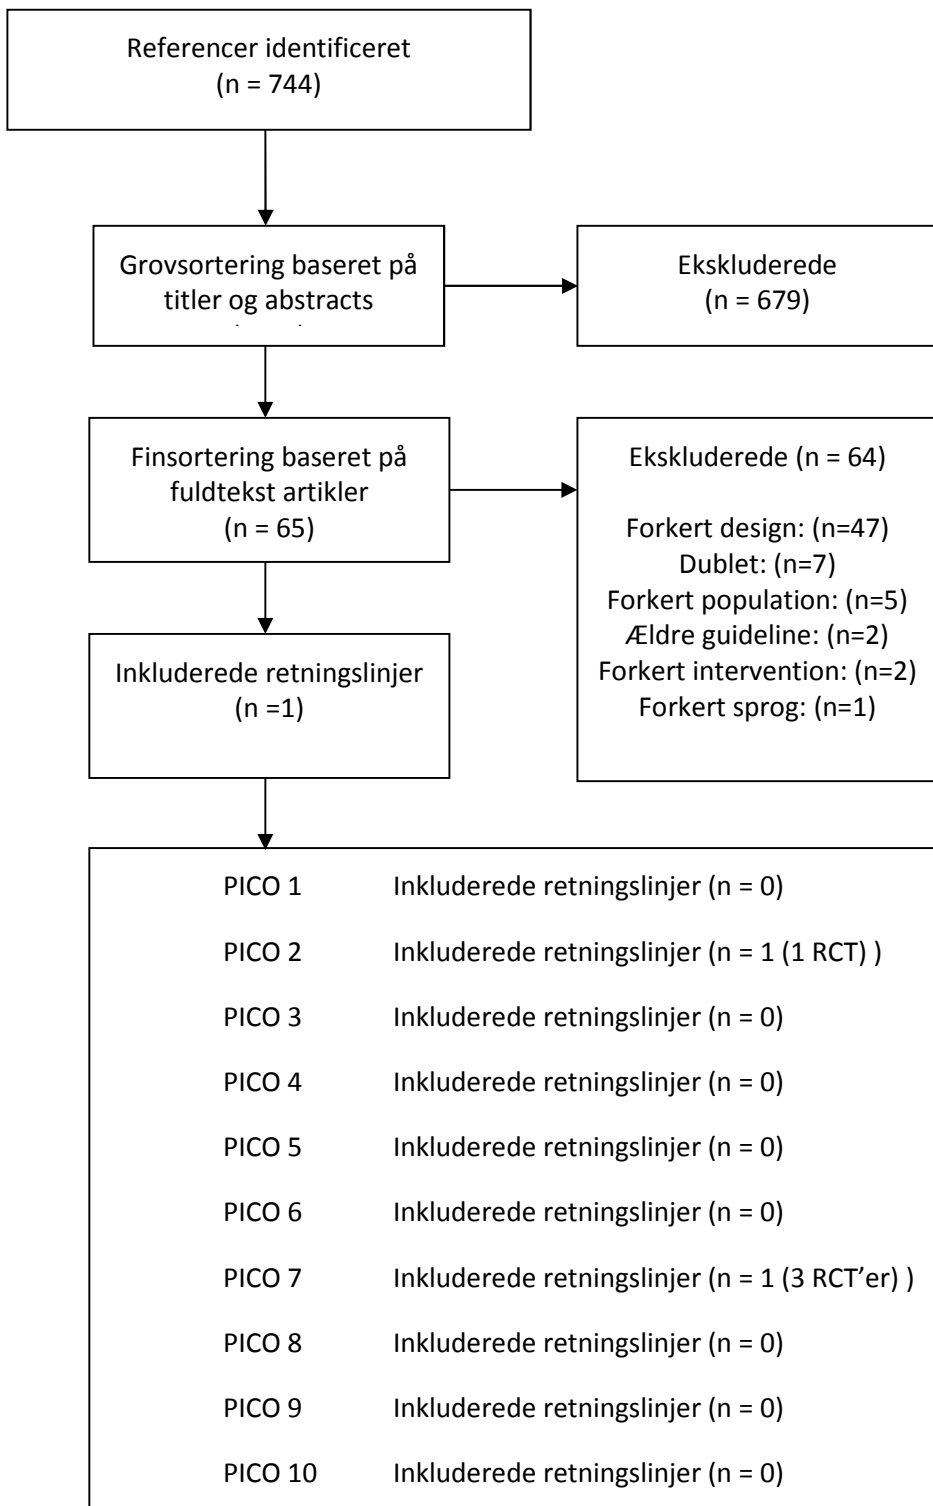 Referencer identificeret
(n = 744)
Grovsortering baseret på
titler og abstracts
Ekskluderede
(n = 679)
Finsortering baseret på
fuldtekst artikler
(n = 65)
Ekskluderede (n = 64)
Forkert design: (n=47)
Dublet: (n=7)
Forkert population: (n=5)
Ældre guideline: (n=2)
Forkert intervention: (n=2)
Forkert sprog: (n=1)
Inkluderede retningslinjer
(n =1)
PICO 1 Inkluderede retningslinjer (n = 0)
PICO 2 Inkluderede retningslinjer (n = 1 (1 RCT) )
PICO 3 Inkluderede retningslinjer (n = 0)
PICO 4 Inkluderede retningslinjer (n = 0)
PICO 5 Inkluderede retningslinjer (n = 0)
PICO 6 Inkluderede retningslinjer (n = 0)
PICO 7 Inkluderede retningslinjer (n = 1 (3 RCT’er) )
PICO 8 Inkluderede retningslinjer (n = 0)
PICO 9 Inkluderede retningslinjer (n = 0)
PICO 10 Inkluderede retningslinjer (n = 0)